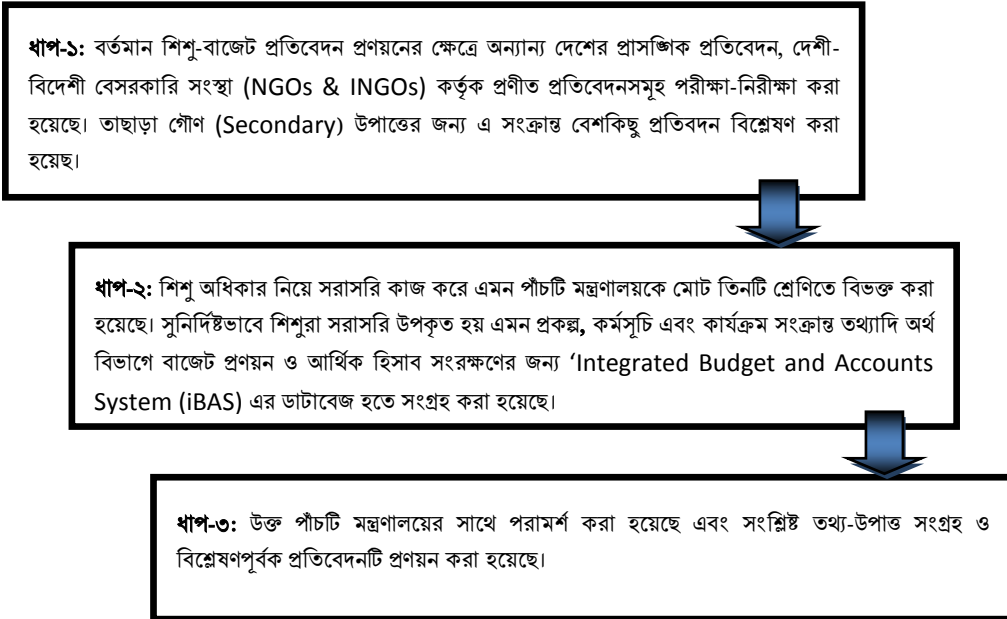 ধাপ-১: বর্তমান শিশু-বাজেট প্রতিবেদন প্রণয়নের ক্ষেত্রে অন্যান্য দেশের প্রাসঙ্গিক প্রতিবেদন, দেশী-
বিদেশী বেসরকারি সংস্থা (NGOs & INGOs) কর্তৃক প্রণীত প্রতিবেদনসমূহ পরীক্ষা-নিরীক্ষা করা
হয়েছে। তাছাড়া গৌণ (Secondary) উপাত্তের জন্য এ সংক্রান্ত বেশকিছু প্রতিবদন বিশ্লেষণ করা
হয়েছ।
ধাপ-২: শিশু অধিকার নিয়ে সরাসরি কাজ করে এমন পাঁচটি মন্ত্রণালয়কে মোট তিনটি শ্রেণিতে বিভক্ত করা
হয়েছে। সুনির্দিষ্টভাবে শিশুরা সরাসরি উপকৃত হয় এমন প্রকল্প, কর্মসূচি এবং কার্যক্রম সংক্রান্ত তথ্যাদি অর্থ
বিভাগে বাজেট প্রণয়ন ও আর্থিক হিসাব সংরক্ষণের জন্য ‘Integrated Budget and Accounts
System (iBAS) এর ডাটাবেজ হতে সংগ্রহ করা হয়েছে।
ধাপ-৩: উক্ত পাঁচটি মন্ত্রণালয়ের সাথে পরামর্শ করা হয়েছে এবং সংশ্লিষ্ট তথ্য-উপাত্ত সংগ্রহ ও
বিশ্লেষণপূর্বক প্রতিবেদনটি প্রণয়ন করা হয়েছে।